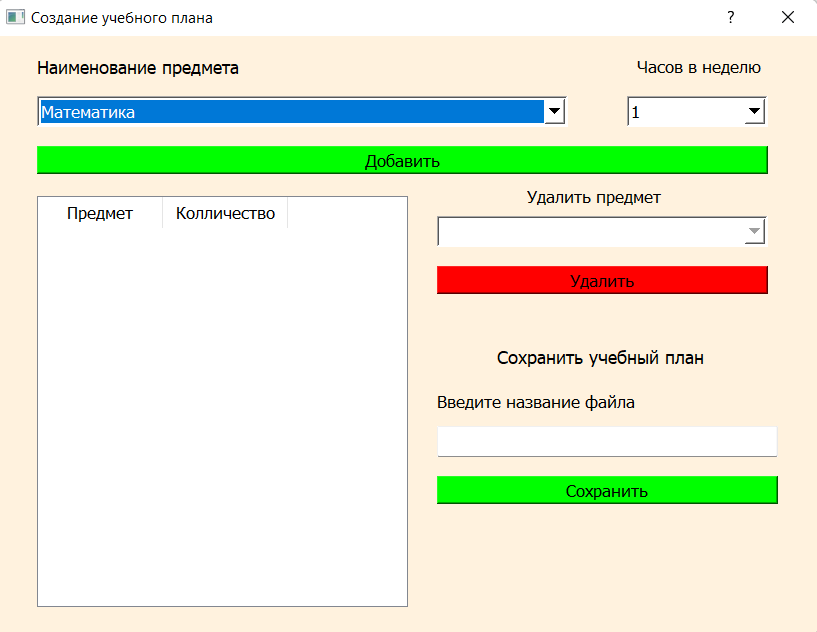 Создание учебного плана
?
Наименование предмета
Часов в неделю
Математика
1
Добавить
Предмет
Колличество
Удалить предмет
Удалить
Сохранить учебный план
Введите название файла
Сохранить